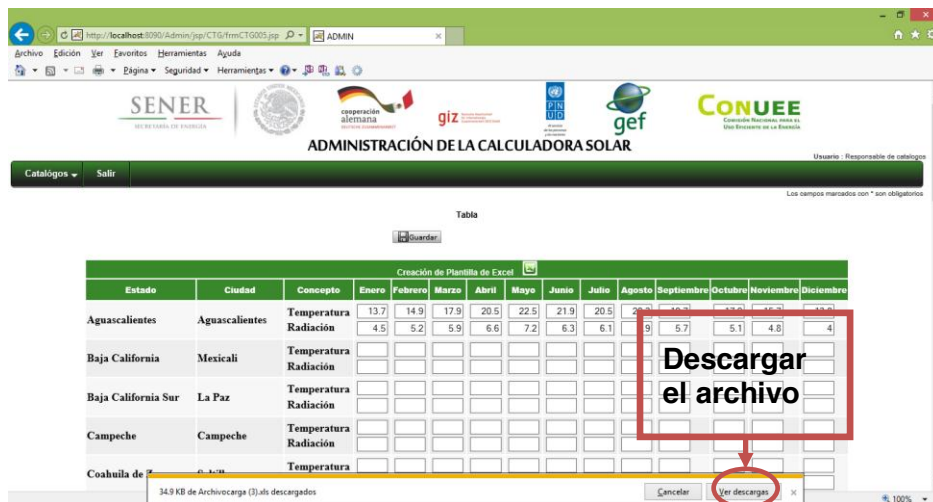 http://localhost:8090/Admin/jsp/CTG/frmCTG005.jsp
ADMIN
Archivo Edición Ver Favoritos Herramientas Ayuda
Página Seguridad Herramientas
SENER
SECRETARÍA DE ENERGÍA
cooperación
alemana
DEUTSCHE ZUSAMMENARBEIT
giz
P N
U D
gef
CONUEE
COMISIÓN NACIONAL PARA EL
USO EFICIENTE DE LA ENERGÍA
ADMINISTRACIÓN DE LA CALCULADORA SOLAR
Usuario : Responsable de catalogos
Catalógos Salir
Los campos marcados con * son obligatorios
Tabla
Guardar
Creación de Plantilla de Excel
Estado Ciudad Concepto Enero Febrero Marzo Abril Mayo Junio Julio Agosto Septiembre Octubre Noviembre Diciembre
Aguascalientes Aguascalientes Temperatura 13.7 14.9 17.9 20.5 22.5 21.9 20.5
Radiación 4.5 5.2 5.9 6.6 7.2 6.3 6.1 9 5.7 5.1 4.8 4
Baja California Mexicali Temperatura
Radiación
Baja California Sur La Paz Temperatura
Radiación
Campeche Campeche Temperatura
Radiación
Coahuila de Temperatura
Descargar
el archivo
34.9 KB de Archivocarga (3).xls descargados
Cancelar Ver descargas ×
100%